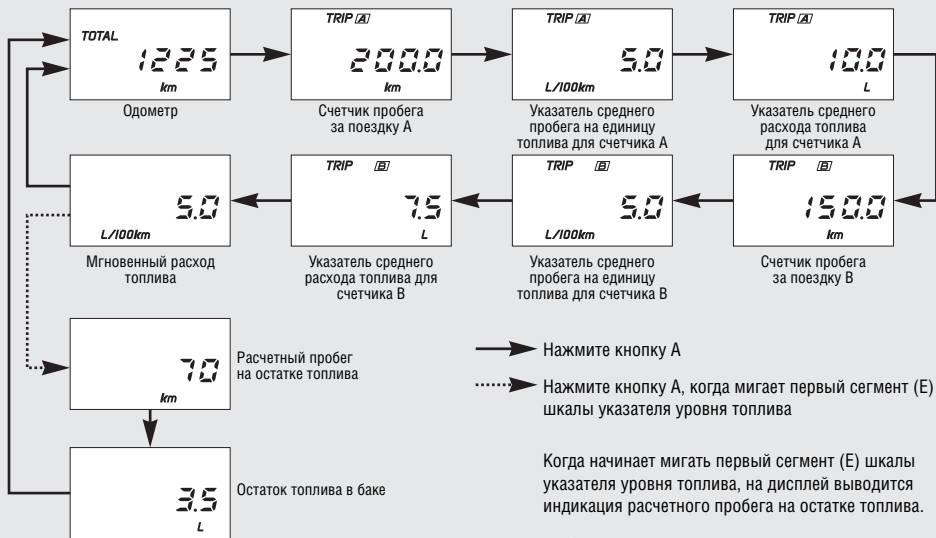 TOTAL
1225
km
Одометр
TRIP A
200.0
km
Счетчик пробега
за поездку А
TRIP A
5.0
L/100km
Указатель среднего
пробега на единицу
топлива для счетчика А
TRIP A
10.0
L
Указатель среднего
расхода топлива
для счетчика А
5.0
L/100km
Мгновенный расход
топлива
TRIP B
7.5
L
Указатель среднего
расхода топлива для
счетчика В
TRIP B
5.0
L/100km
Указатель среднего
пробега на единицу
топлива для счетчика В
TRIP B
150.0
km
Счетчик пробега
за поездку В
70
km
Расчетный пробег
на остатке топлива
3.5
L
Остаток топлива в баке
Нажмите кнопку А
Нажмите кнопку А, когда мигает первый сегмент (Е)
шкалы указателя уровня топлива
Когда начинает мигать первый сегмент (Е) шкалы
указателя уровня топлива, на дисплей выводится
индикация расчетного пробега на остатке топлива.